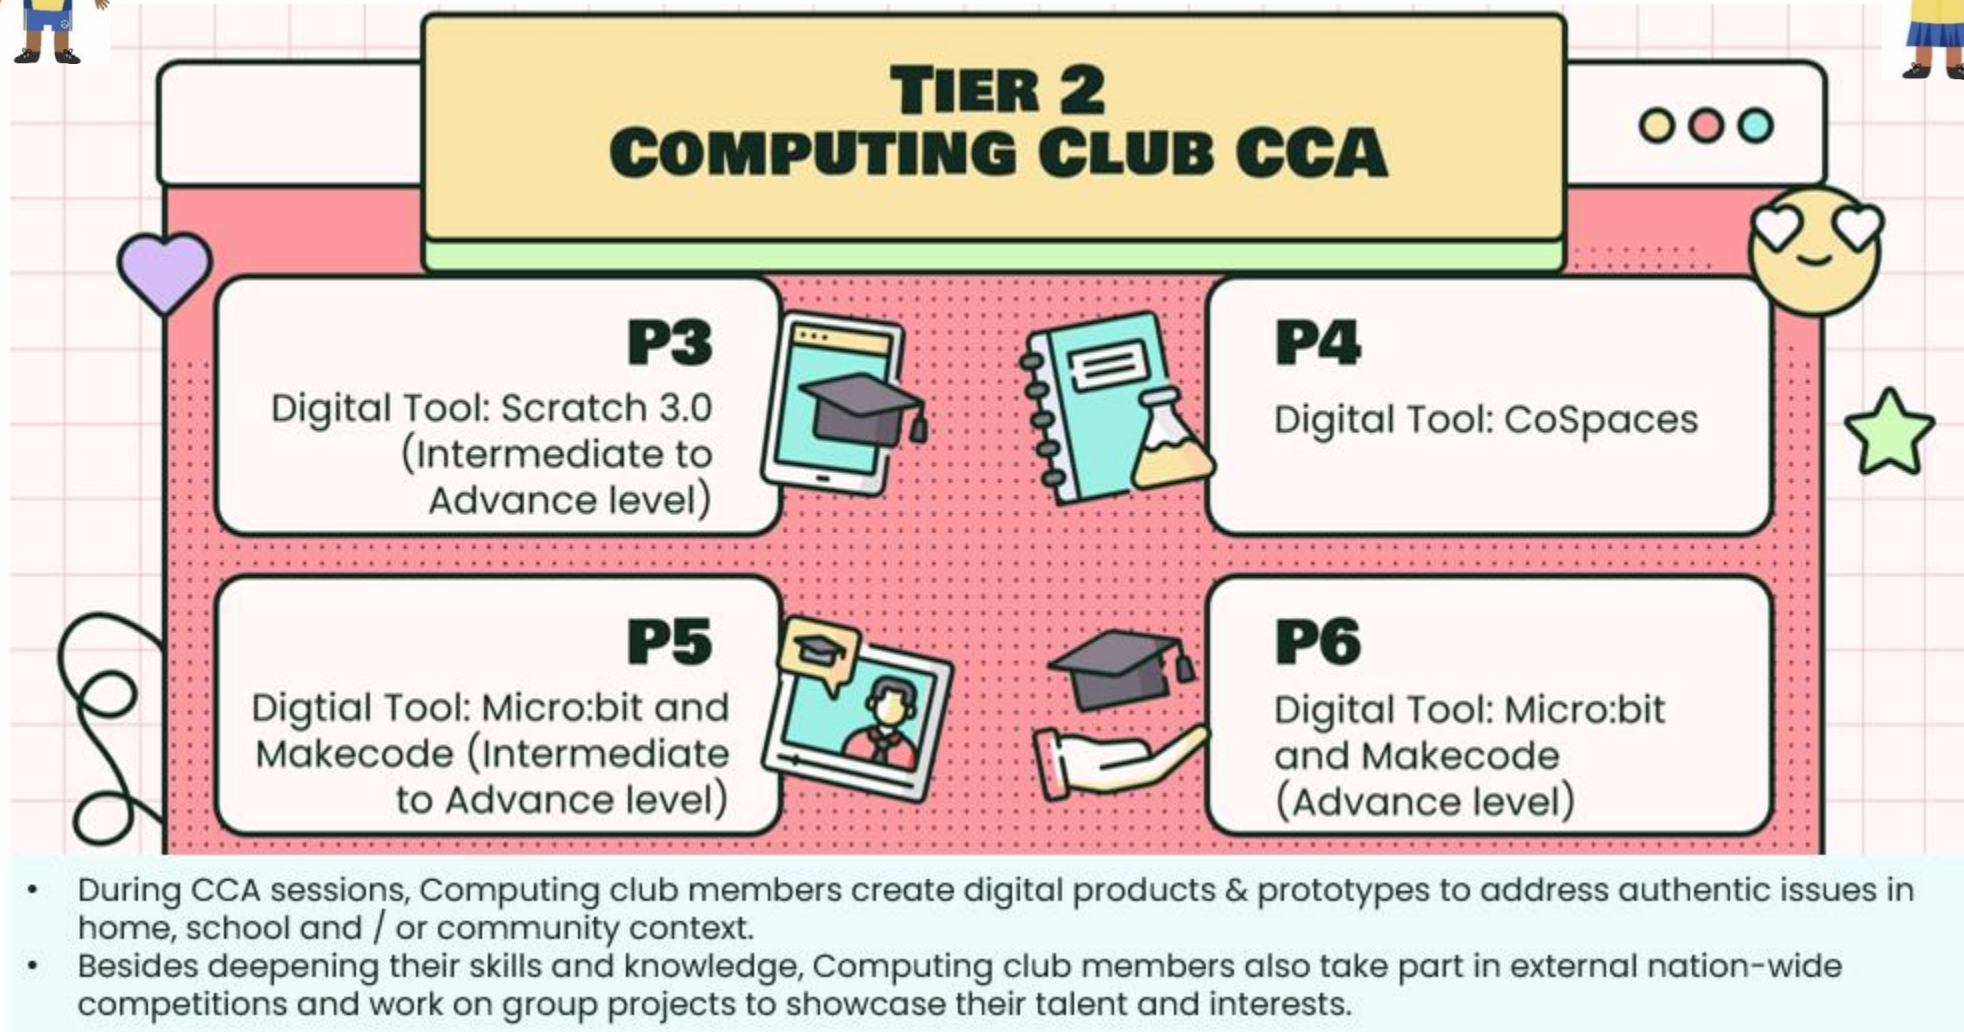 TIER 2
COMPUTING CLUB CCA
P3
Digital Tool: Scratch 3.0
(Intermediate to
Advance level)
P4
Digital Tool: CoSpaces
P5
Digtial Tool: Micro:bit and
Makecode (Intermediate
to Advance level)
P6
Digital Tool: Micro:bit
and Makecode
(Advance level)
• During CCA sessions, Computing club members create digital products & prototypes to address authentic issues in
home, school and / or community context.
• Besides deepening their skills and knowledge, Computing club members also take part in external nation-wide
competitions and work on group projects to showcase their talent and interests.